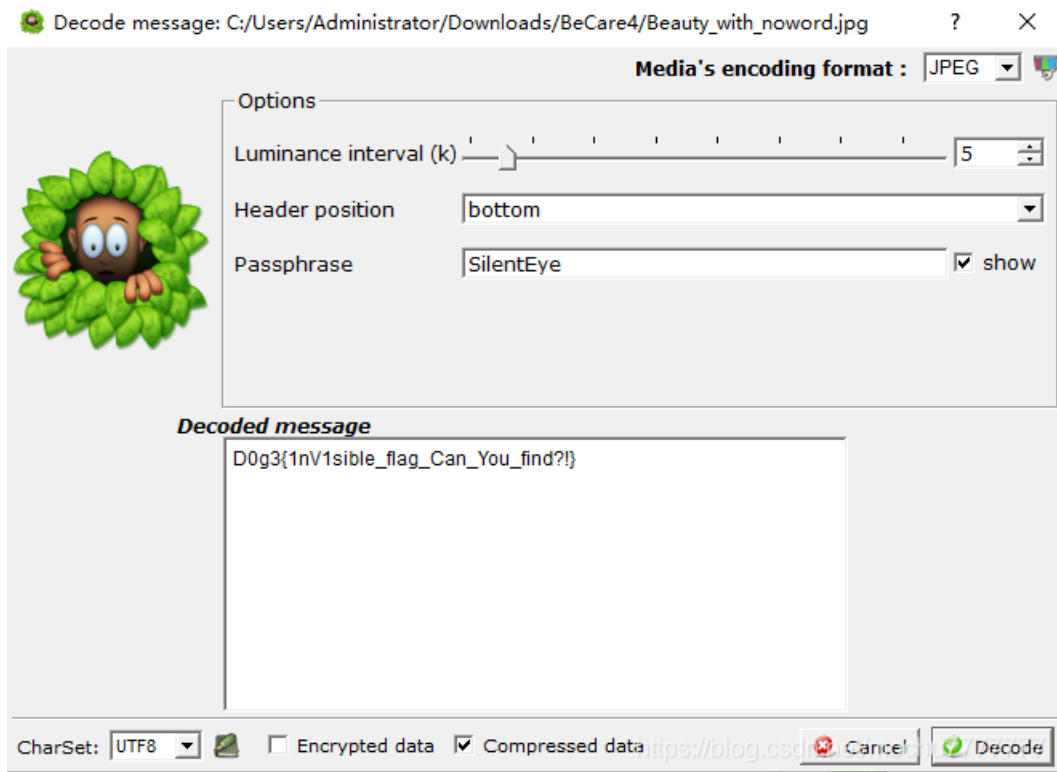 Decode message: C:/Users/Administrator/Downloads/BeCare4/Beauty_with_noword.jpg ? ×
Media's encoding format : JPEG
Options
Luminance interval (k) 5
Header position bottom
Passphrase SilentEye show
Decoded message
D0g3{1nV1sible_flag_Can_You_find?!}
CharSet: UTF8 Encrypted data Compressed data Cancel Decode